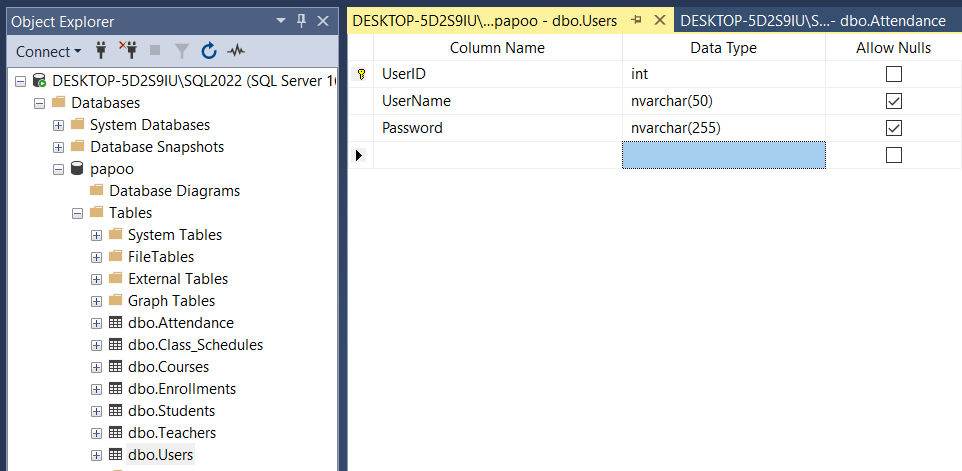 Object Explorer
Connect
DESKTOP-5D2S9IU\SQL2022 (SQL Server 16
Databases
System Databases
Database Snapshots
papoo
Database Diagrams
Tables
System Tables
FileTables
External Tables
Graph Tables
dbo.Attendance
dbo.Class_Schedules
dbo.Courses
dbo.Enrollments
dbo.Students
dbo.Teachers
dbo.Users
DESKTOP-5D2S9IU\...papoo - dbo.Users
DESKTOP-5D2S9IU\S...- dbo.Attendance
Column Name Data Type Allow Nulls
UserID int
UserName nvarchar(50)
Password nvarchar(255)